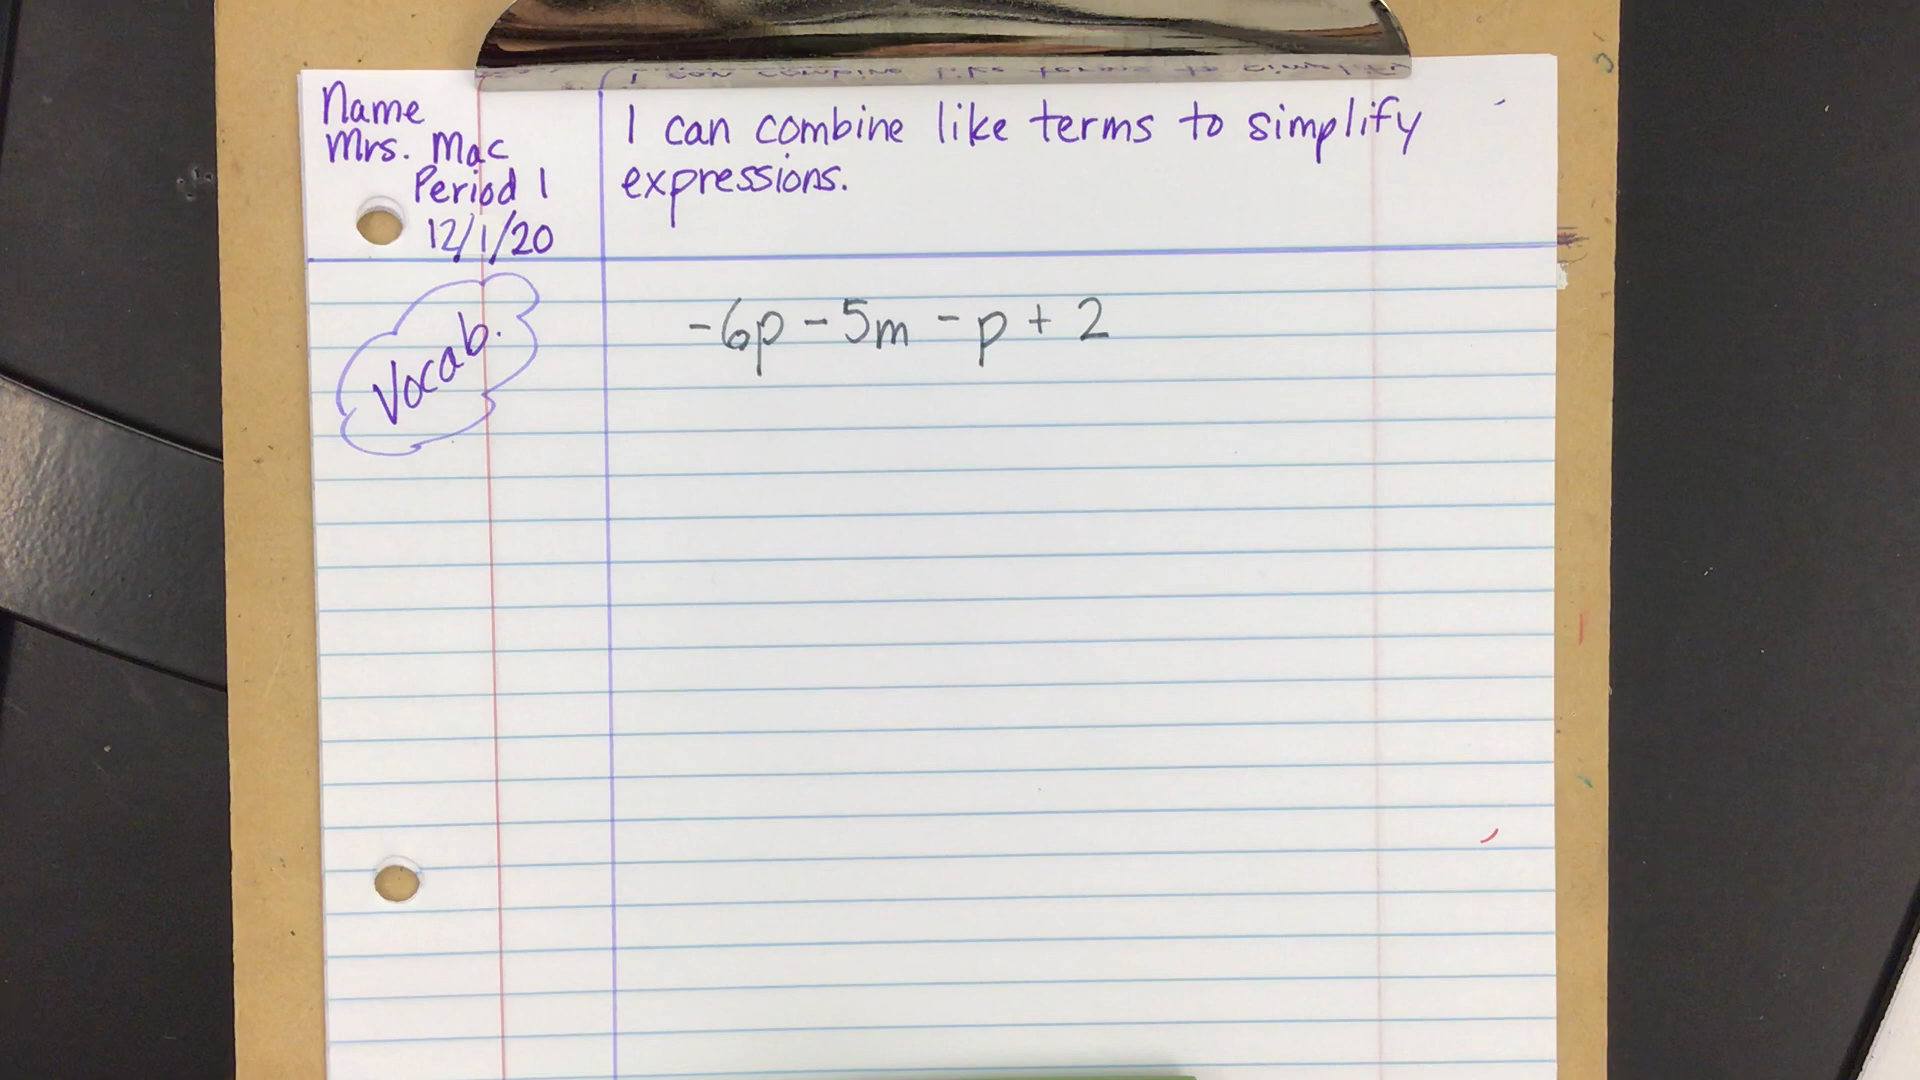 Name
Mrs. Mac
Period 1
12/1/20
I can combine like terms to simplify
expressions.
Vocab.
-6p - 5m - p + 2